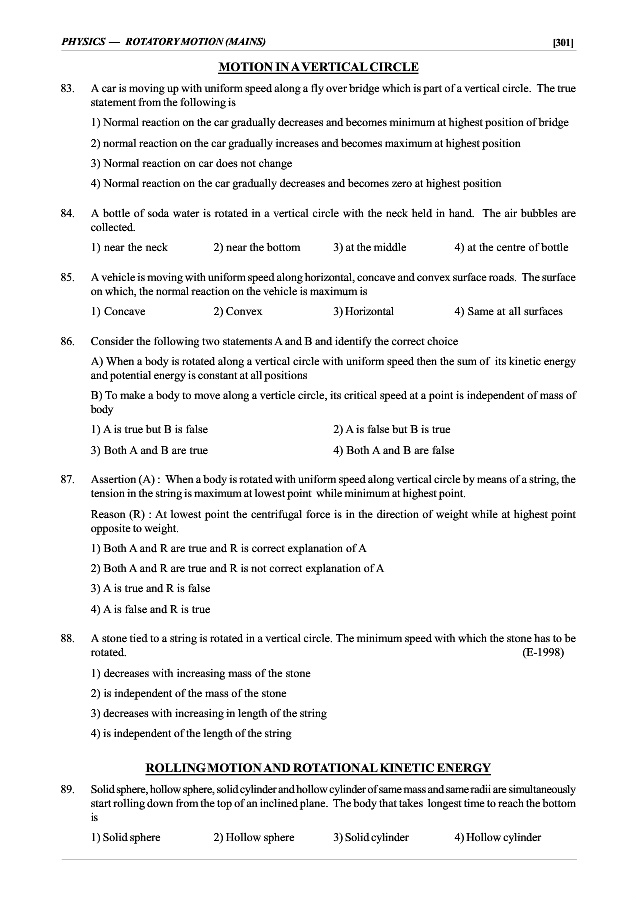 PHYSICS — ROTATORY MOTION (MAINS) [301]
MOTION IN A VERTICAL CIRCLE
83. A car is moving up with uniform speed along a fly over bridge which is part of a vertical circle. The true
statement from the following is
1) Normal reaction on the car gradually decreases and becomes minimum at highest position of bridge
2) normal reaction on the car gradually increases and becomes maximum at highest position
3) Normal reaction on car does not change
4) Normal reaction on the car gradually decreases and becomes zero at highest position
84. A bottle of soda water is rotated in a vertical circle with the neck held in hand. The air bubbles are
collected.
1) near the neck 2) near the bottom 3) at the middle 4) at the centre of bottle
85. A vehicle is moving with uniform speed along horizontal, concave and convex surface roads. The surface
on which, the normal reaction on the vehicle is maximum is
1) Concave 2) Convex 3) Horizontal 4) Same at all surfaces
86. Consider the following two statements A and B and identify the correct choice
A) When a body is rotated along a vertical circle with uniform speed then the sum of its kinetic energy
and potential energy is constant at all positions
B) To make a body to move along a verticle circle, its critical speed at a point is independent of mass of
body
1) A is true but B is false 2) A is false but B is true
3) Both A and B are true 4) Both A and B are false
87. Assertion (A) : When a body is rotated with uniform speed along vertical circle by means of a string, the
tension in the string is maximum at lowest point while minimum at highest point.
Reason (R) : At lowest point the centrifugal force is in the direction of weight while at highest point
opposite to weight.
1) Both A and R are true and R is correct explanation of A
2) Both A and R are true and R is not correct explanation of A
3) A is true and R is false
4) A is false and R is true
88. A stone tied to a string is rotated in a vertical circle. The minimum speed with which the stone has to be
rotated. (E-1998)
1) decreases with increasing mass of the stone
2) is independent of the mass of the stone
3) decreases with increasing in length of the string
4) is independent of the length of the string
ROLLING MOTION AND ROTATIONAL KINETIC ENERGY
89. Solid sphere, hollow sphere, solid cylinder and hollow cylinder of same mass and same radii are simultaneously
start rolling down from the top of an inclined plane. The body that takes longest time to reach the bottom
is
1) Solid sphere 2) Hollow sphere 3) Solid cylinder 4) Hollow cylinder